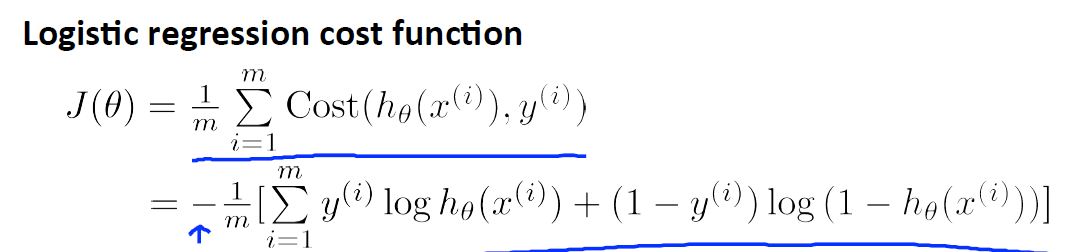 Logistic regression cost function
J(θ) = 1/m ∑_{i=1}^{m} Cost(h_θ(x^{(i)}), y^{(i)})
= −1/m [∑_{i=1}^{m} y^{(i)} log h_θ(x^{(i)}) + (1 − y^{(i)}) log (1 − h_θ(x^{(i)}))]